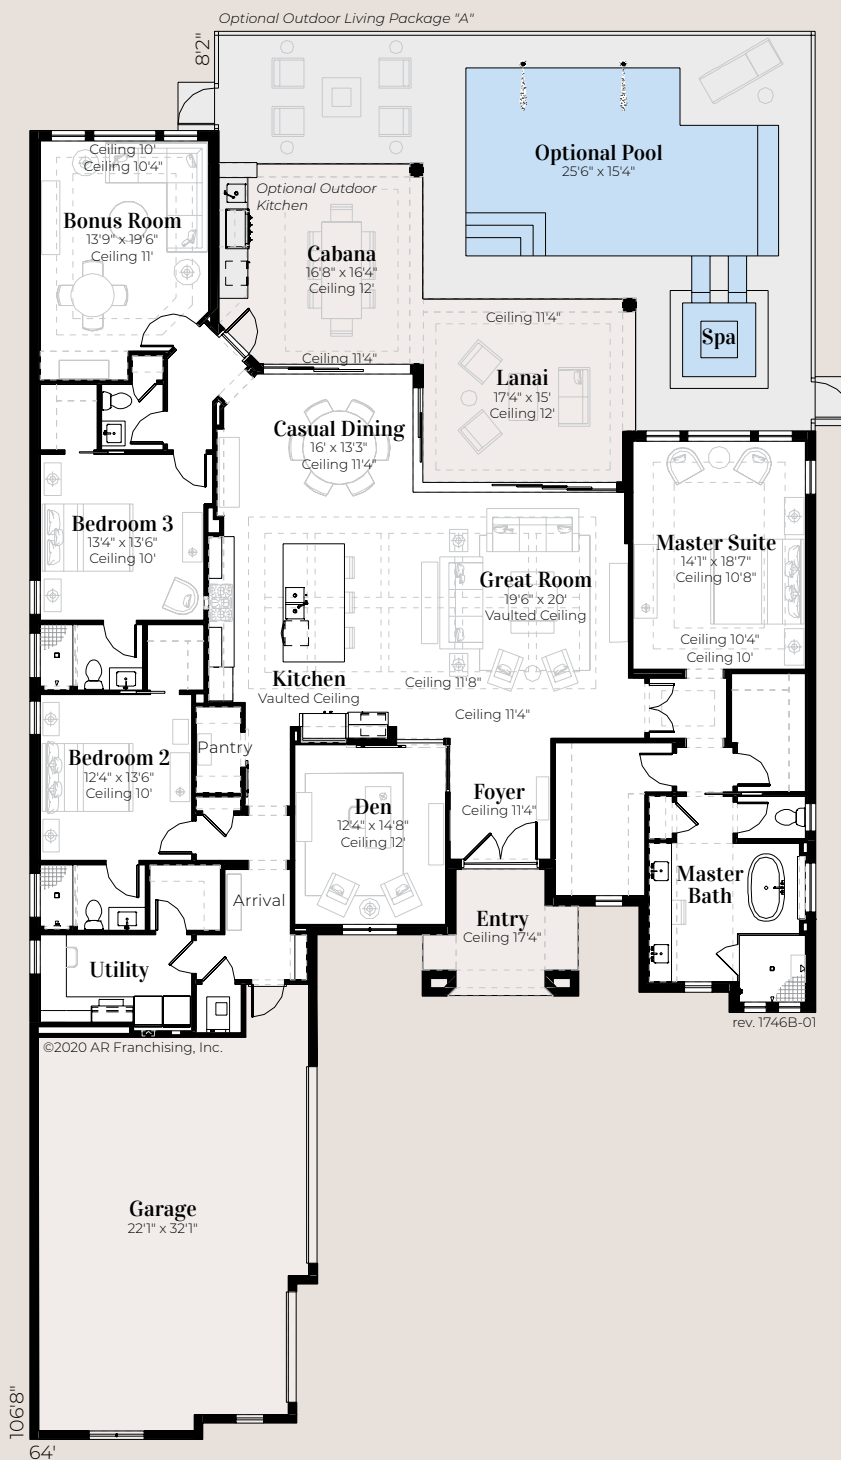 Optional Outdoor Living Package "A"
8'2"
Ceiling 10'
Ceiling 10'4"
Bonus Room
13'9" x 19'6"
Ceiling 11'
Optional Outdoor
Kitchen
Cabana
16'8" x 16'4"
Ceiling 12'
Ceiling 11'4"
Optional Pool
25'6" x 15'4"
Spa
Ceiling 11'4"
Lanai
17'4" x 15'
Ceiling 12'
Casual Dining
16' x 13'3"
Ceiling 11'4"
Bedroom 3
13'4" x 13'6"
Ceiling 10'
Master Suite
14'1" x 18'7"
Ceiling 10'8"
Ceiling 10'4"
Ceiling 10'
Great Room
19'6" x 20'
Vaulted Ceiling
Kitchen
Vaulted Ceiling
Ceiling 11'8"
Ceiling 11'4"
Pantry
Bedroom 2
12'4" x 13'6"
Ceiling 10'
Den
12'4" x 14'8"
Ceiling 12'
Foyer
Ceiling 11'4"
Master
Bath
Arrival
Entry
Ceiling 17'4"
Utility
rev. 1746B-01
©2020 AR Franchising, Inc.
Garage
22'1" x 32'1"
106'8"
64'